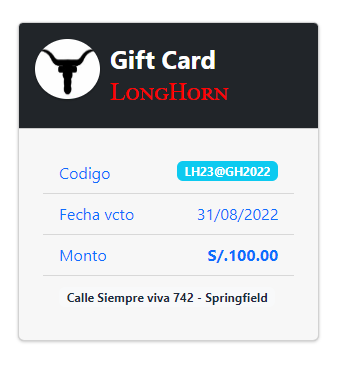 Gift Card
LongHorn
Codigo LH23@GH2022
Fecha vcto 31/08/2022
Monto S/.100.00
Calle Siempre viva 742 - Springfield